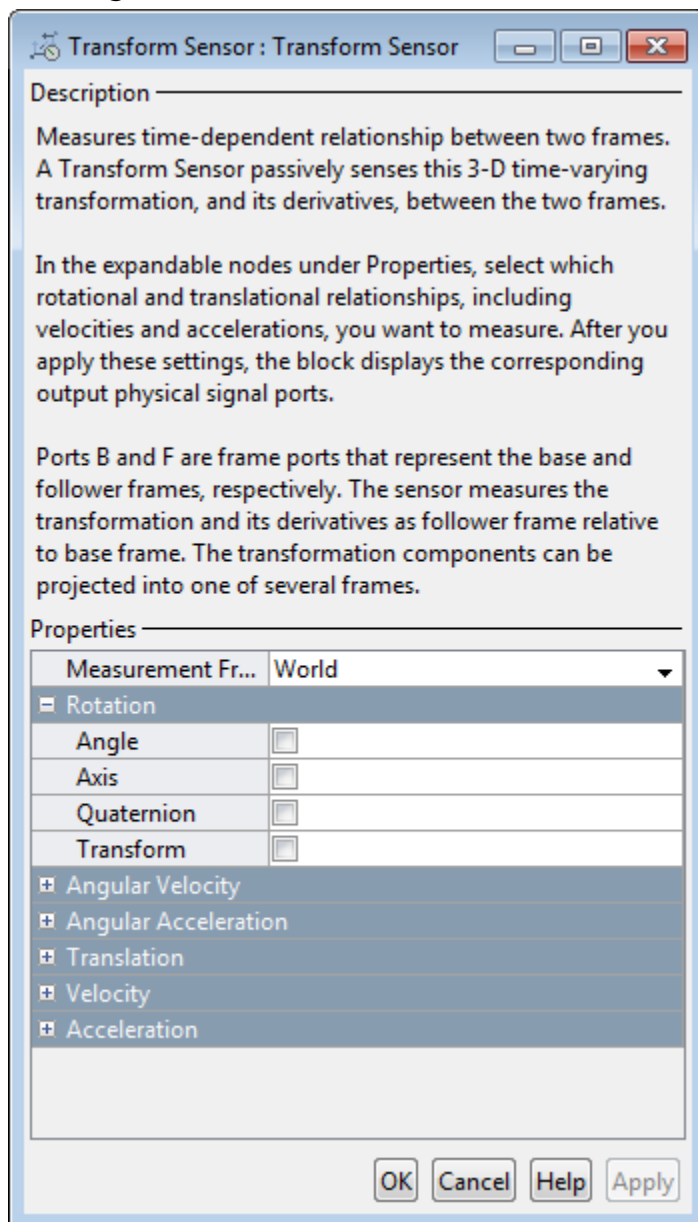 Transform Sensor : Transform Sensor
Description
Measures time-dependent relationship between two frames.
A Transform Sensor passively senses this 3-D time-varying
transformation, and its derivatives, between the two frames.
In the expandable nodes under Properties, select which
rotational and translational relationships, including
velocities and accelerations, you want to measure. After you
apply these settings, the block displays the corresponding
output physical signal ports.
Ports B and F are frame ports that represent the base and
follower frames, respectively. The sensor measures the
transformation and its derivatives as follower frame relative
to base frame. The transformation components can be
projected into one of several frames.
Properties
Measurement Fr... World
Rotation
Angle
Axis
Quaternion
Transform
Angular Velocity
Angular Acceleration
Translation
Velocity
Acceleration
OK Cancel Help Apply